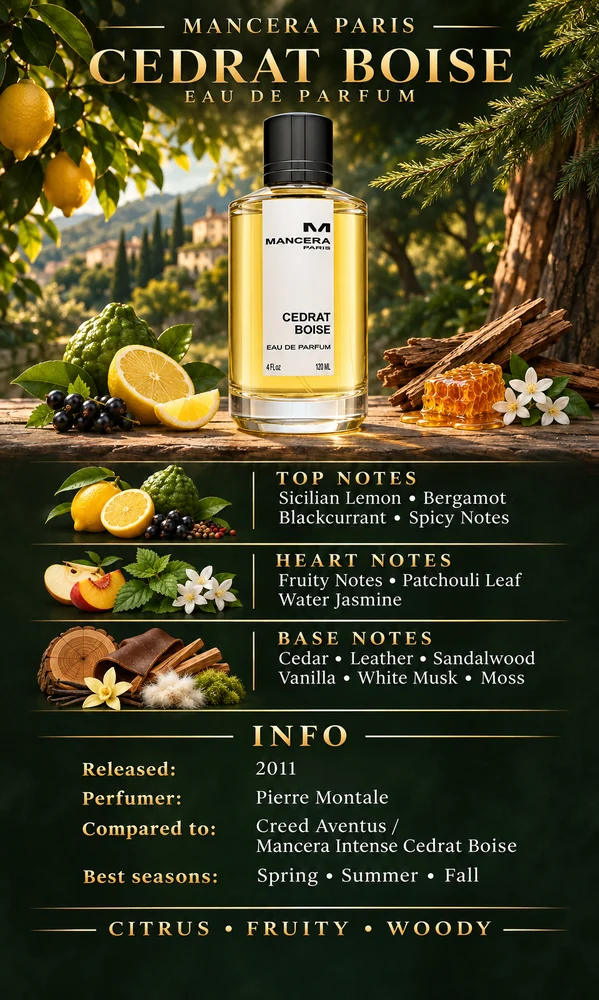 MANCERA PARIS
CEDRAT BOISE
EAU DE PARFUM
M
MANCERA
PARIS
CEDRAT
BOISE
EAU DE PARFUM
4 Fl.oz 120 ML
TOP NOTES
Sicilian Lemon • Bergamot
Blackcurrant • Spicy Notes
HEART NOTES
Fruity Notes • Patchouli Leaf
Water Jasmine
BASE NOTES
Cedar • Leather • Sandalwood
Vanilla • White Musk • Moss
INFO
Released: 2011
Perfumer: Pierre Montale
Compared to: Creed Aventus /
Mancera Intense Cedrat Boise
Best seasons: Spring • Summer • Fall
CITRUS • FRUITY • WOODY